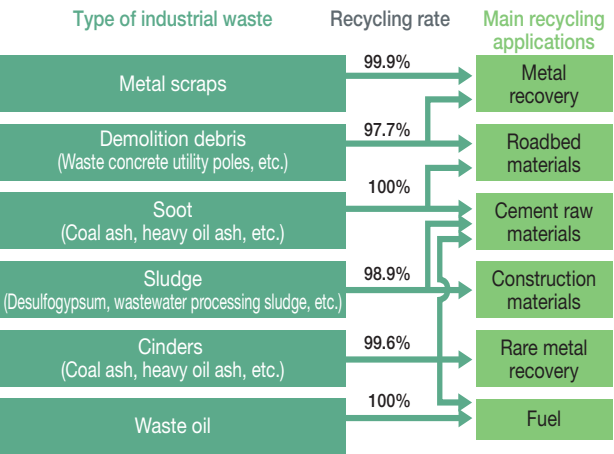 Type of industrial waste
Recycling rate
Main recycling
applications
Metal scraps
99.9%
Metal
recovery
Demolition debris
(Waste concrete utility poles, etc.)
97.7%
Roadbed
materials
Soot
(Coal ash, heavy oil ash, etc.)
100%
Cement raw
materials
Sludge
(Desulfogypsum, wastewater processing sludge, etc.)
98.9%
Construction
materials
Cinders
(Coal ash, heavy oil ash, etc.)
99.6%
Rare metal
recovery
Waste oil
100%
Fuel